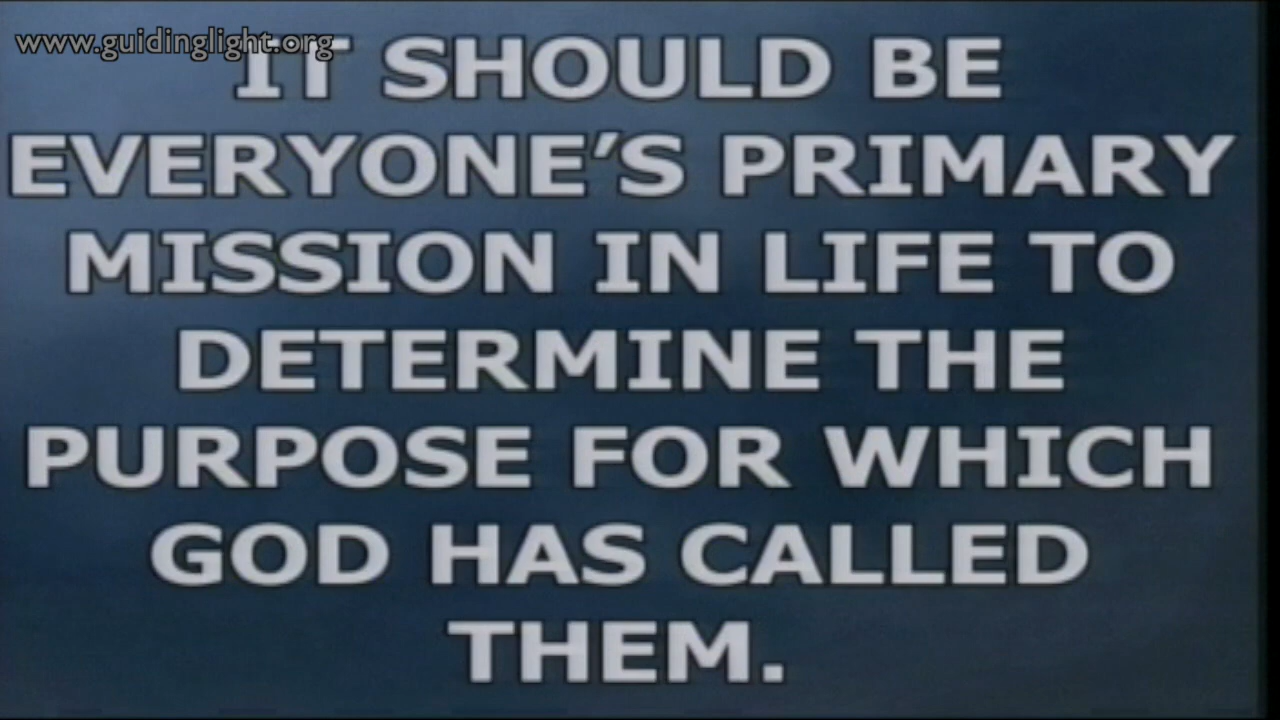 www.guidinglight.org
IT SHOULD BE
EVERYONE’S PRIMARY
MISSION IN LIFE TO
DETERMINE THE
PURPOSE FOR WHICH
GOD HAS CALLED
THEM.